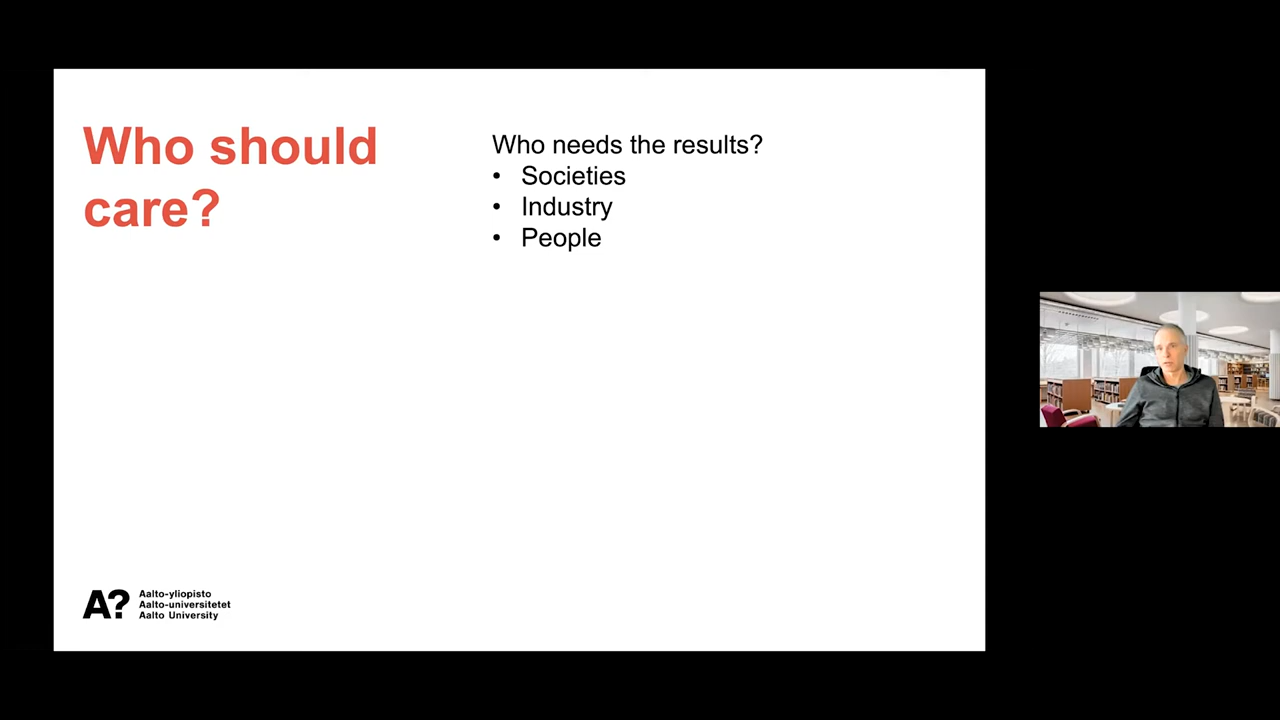 Who should
care?
Who needs the results?
• Societies
• Industry
• People
A?
Aalto-yliopisto
Aalto-universitetet
Aalto University